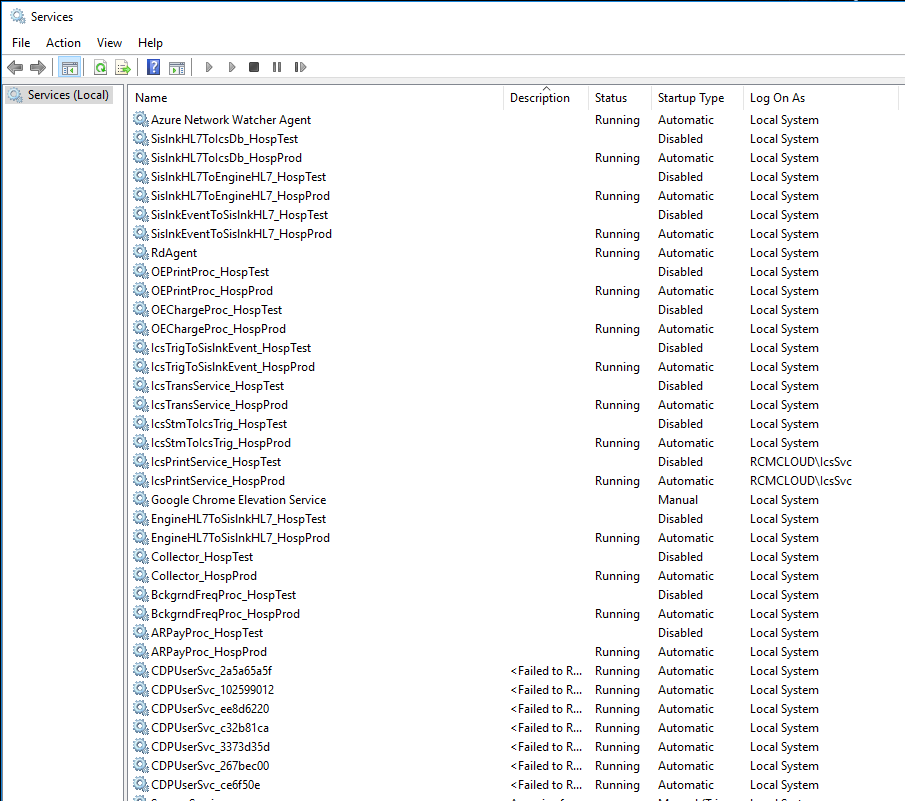 Services
File Action View Help
Services (Local)
Name Description Status Startup Type Log On As
Azure Network Watcher Agent Running Automatic Local System
SisInkHL7ToIcsDb_HospTest Disabled Local System
SisInkHL7ToIcsDb_HospProd Running Automatic Local System
SisInkHL7ToEngineHL7_HospTest Disabled Local System
SisInkHL7ToEngineHL7_HospProd Running Automatic Local System
SisInkEventToSisInkHL7_HospTest Disabled Local System
SisInkEventToSisInkHL7_HospProd Running Automatic Local System
RdAgent Running Automatic Local System
OEPrintProc_HospTest Disabled Local System
OEPrintProc_HospProd Running Automatic Local System
OEChargeProc_HospTest Disabled Local System
OEChargeProc_HospProd Running Automatic Local System
IcsTrigToSisInkEvent_HospTest Disabled Local System
IcsTrigToSisInkEvent_HospProd Running Automatic Local System
IcsTransService_HospTest Disabled Local System
IcsTransService_HospProd Running Automatic Local System
IcsStmToIcsTrig_HospTest Disabled Local System
IcsStmToIcsTrig_HospProd Running Automatic Local System
IcsPrintService_HospTest Disabled RCMCLOUD\IcsSvc
IcsPrintService_HospProd Running Automatic RCMCLOUD\IcsSvc
Google Chrome Elevation Service Manual Local System
EngineHL7ToSisInkHL7_HospTest Disabled Local System
EngineHL7ToSisInkHL7_HospProd Running Automatic Local System
Collector_HospTest Disabled Local System
Collector_HospProd Running Automatic Local System
BckgrndFreqProc_HospTest Disabled Local System
BckgrndFreqProc_HospProd Running Automatic Local System
ARPayProc_HospTest Disabled Local System
ARPayProc_HospProd Running Automatic Local System
CDPUserSvc_2a5a65a5f <Failed to R... Running Automatic Local System
CDPUserSvc_102599012 <Failed to R... Running Automatic Local System
CDPUserSvc_ee8d6220 <Failed to R... Running Automatic Local System
CDPUserSvc_c32b81ca <Failed to R... Running Automatic Local System
CDPUserSvc_3373d35d <Failed to R... Running Automatic Local System
CDPUserSvc_267bec00 <Failed to R... Running Automatic Local System
CDPUserSvc_ce6f50e <Failed to R... Running Automatic Local System